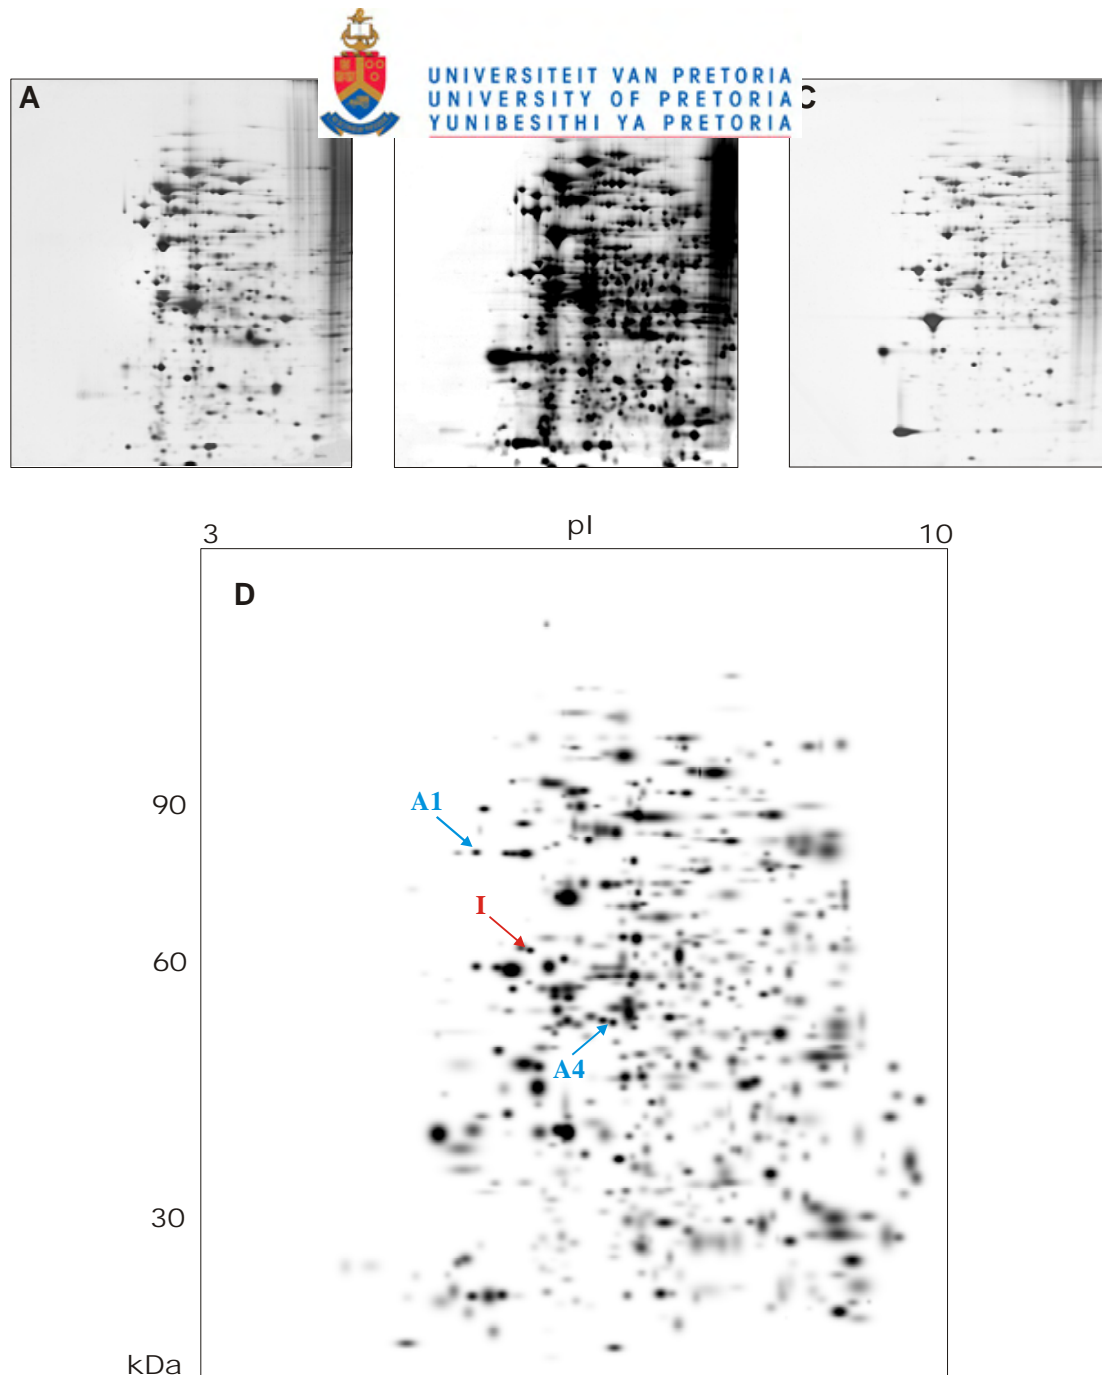 A
UNIVERSITEIT VAN PRETORIA
UNIVERSITY OF PRETORIA
YUNIBESITHI YA PRETORIA
C
3
pI
10
D
90
A1
I
60
A4
30
kDa